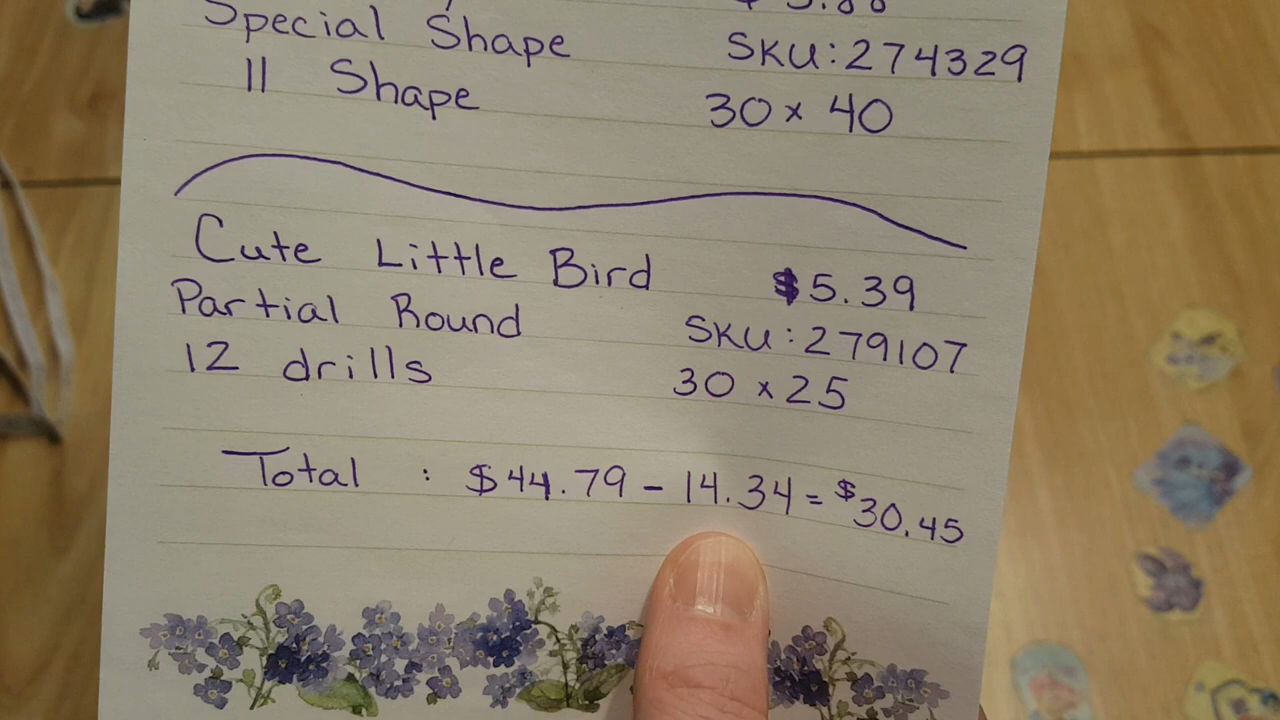 Special Shape SKU:274329
11 Shape 30 x 40
Cute Little Bird $5.39
Partial Round SKU:279107
12 drills 30 x 25
Total : $44.79 - 14.34 = $30.45